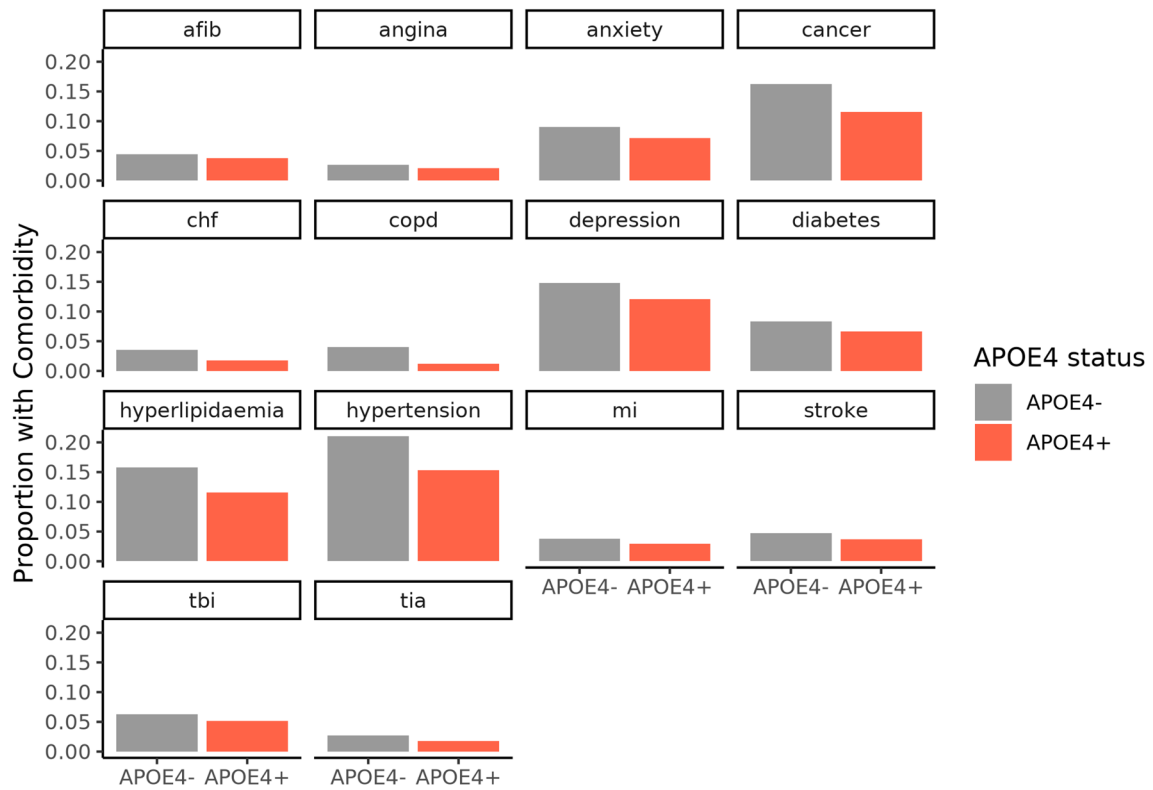 afib angina anxiety cancer
0.20
0.15
0.10
0.05
0.00
chf copd depression diabetes
0.20
0.15
0.10
0.05
0.00
hyperlipidaemia hypertension mi stroke
0.20
0.15
0.10
0.05
0.00
APOE4- APOE4+ APOE4- APOE4+
tbi tia
0.20
0.15
0.10
0.05
0.00
APOE4- APOE4+ APOE4- APOE4+
Proportion with Comorbidity
APOE4 status
APOE4-
APOE4+